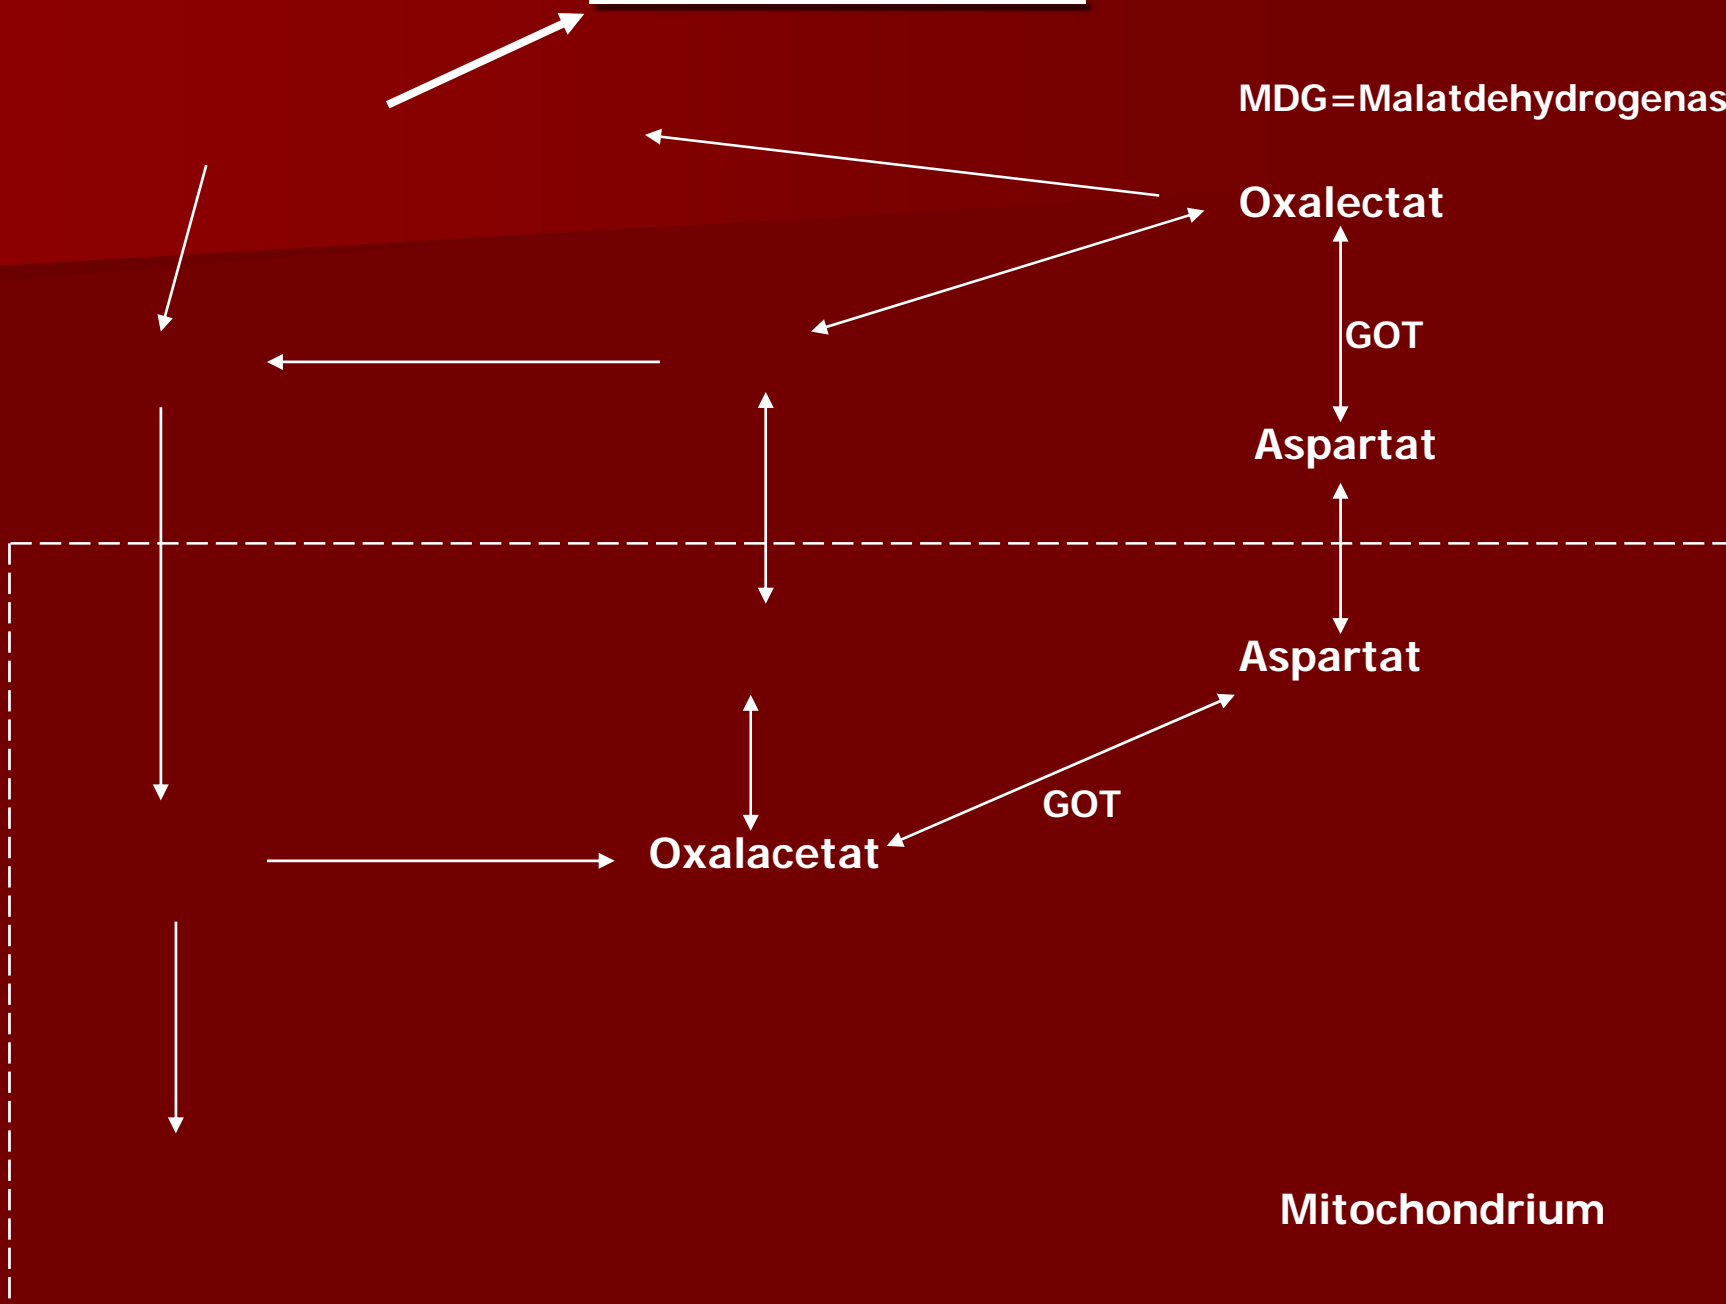 MDG=Malatdehydrogenas
Oxalectat
GOT
Aspartat
Aspartat
GOT
Oxalacetat
Mitochondrium